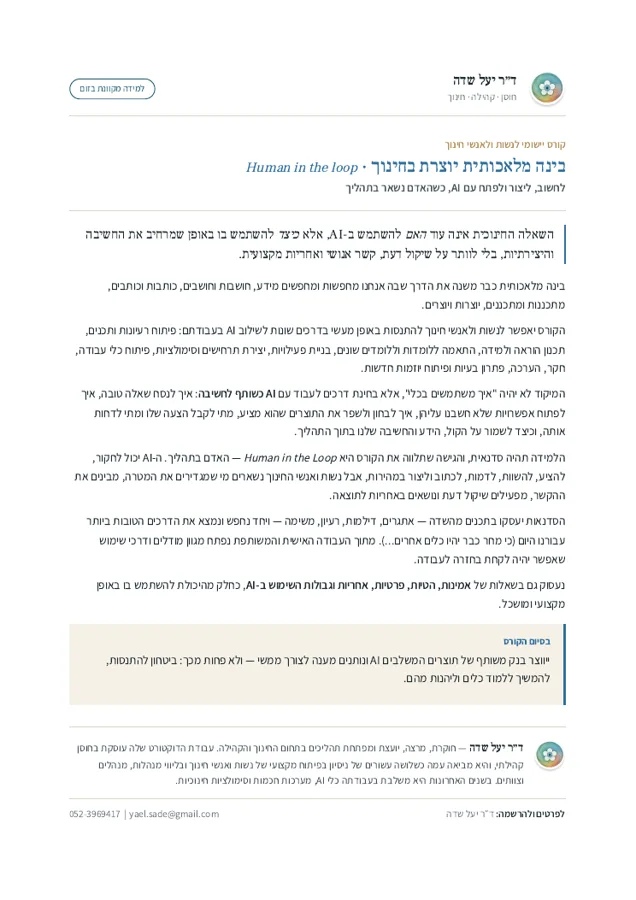 ד״ר יעל שדה
חוסן · קהילה · חינוך
למידה מקוונת בזום
קורס יישומי לנשות ולאנשי חינוך
בינה מלאכותית יוצרת בחינוך · Human in the loop
לחשוב, ליצור ולפתח עם AI, כשהאדם נשאר בתהליך
השאלה החינוכית אינה עוד האם להשתמש ב-AI, אלא כיצד להשתמש בו באופן שמרחיב את החשיבה
והיצירתיות, בלי לוותר על שיקול דעת, קשר אנושי ואחריות מקצועית.
בינה מלאכותית כבר משנה את הדרך שבה אנחנו מחפשות ומחפשים מידע, חושבות וחושבים, כותבות וכותבים,
מתכננות ומתכננים, יוצרות ויוצרים.
הקורס יאפשר לנשות ולאנשי חינוך להתנסות באופן מעשי בדרכים שונות לשילוב AI בעבודתם: פיתוח רעיונות ותכנים,
תכנון הוראה ולמידה, התאמה ללומדות וללומדים שונים, בניית פעילויות, יצירת תרחישים וסימולציות, פיתוח כלי עבודה,
חקר, הערכה, פתרון בעיות ופיתוח יוזמות חדשות.
המיקוד לא יהיה "איך משתמשים בכלי", אלא בחינת דרכים לעבוד עם AI כשותף לחשיבה: איך לנסח שאלה טובה, איך
לפתוח אפשרויות שלא חשבנו עליהן, איך לבחון ולשפר את התוצרים שהוא מציע, מתי לקבל הצעה שלו ומתי לדחות
אותה, וכיצד לשמור על הקול, הידע והחשיבה שלנו בתוך התהליך.
הלמידה תהיה סדנאית, והגישה שתלווה את הקורס היא Human in the Loop — האדם בתהליך. ה-AI יכול לחקור,
להציע, להשוות, לדמות, לכתוב וליצור במהירות, אבל נשות ואנשי החינוך נשארים מי שמגדירים את המטרה, מבינים את
ההקשר, מפעילים שיקול דעת ונושאים באחריות לתוצאה.
הסדנאות יעסקו בתכנים מהשדה — אתגרים, דילמות, רעיון, משימה — ויחד נחפש ונמצא את הדרכים הטובות ביותר
עבורנו היום (כי מחר כבר יהיו כלים אחרים...). מתוך העבודה האישית והמשותפת נפתח מגוון מודלים ודרכי שימוש
שאפשר יהיה לקחת בחזרה לעבודה.
נעסוק גם בשאלות של אמינות, הטיות, פרטיות, אחריות וגבולות השימוש ב-AI, כחלק מהיכולת להשתמש בו באופן
מקצועי ומושכל.
בסיום הקורס
ייווצר בנק משותף של תוצרים המשלבים AI ונותנים מענה לצורך ממשי — ולא פחות מכך: ביטחון להתנסות,
להמשיך ללמוד כלים וליהנות מהם.
ד״ר יעל שדה — חוקרת, מרצה, יועצת ומפתחת תהליכים בתחום החינוך והקהילה. עבודת הדוקטורט שלה עוסקת בחוסן
קהילתי, והיא מביאה עמה כשלושה עשורים של ניסיון בפיתוח מקצועי של נשות ואנשי חינוך ובליווי מנהלות, מנהלים
וצוותים. בשנים האחרונות היא משלבת בעבודתה כלי AI, מערכות חכמות וסימולציות חינוכיות.
לפרטים ולהרשמה: ד״ר יעל שדה
052-3969417 | yael.sade@gmail.com